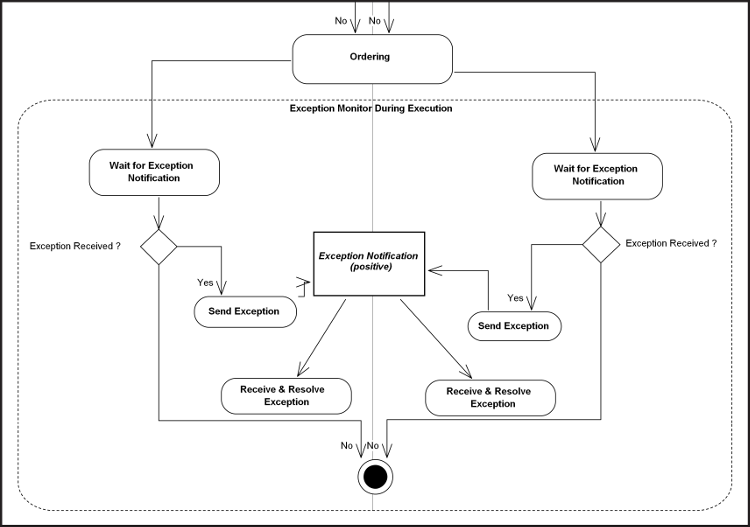 No No
Ordering
Exception Monitor During Execution
Wait for Exception
Notification
Wait for Exception
Notification
Exception Received ?
Exception Received ?
Exception Notification
(positive)
Yes
Send Exception
Yes
Send Exception
Receive & Resolve
Exception
Receive & Resolve
Exception
No No